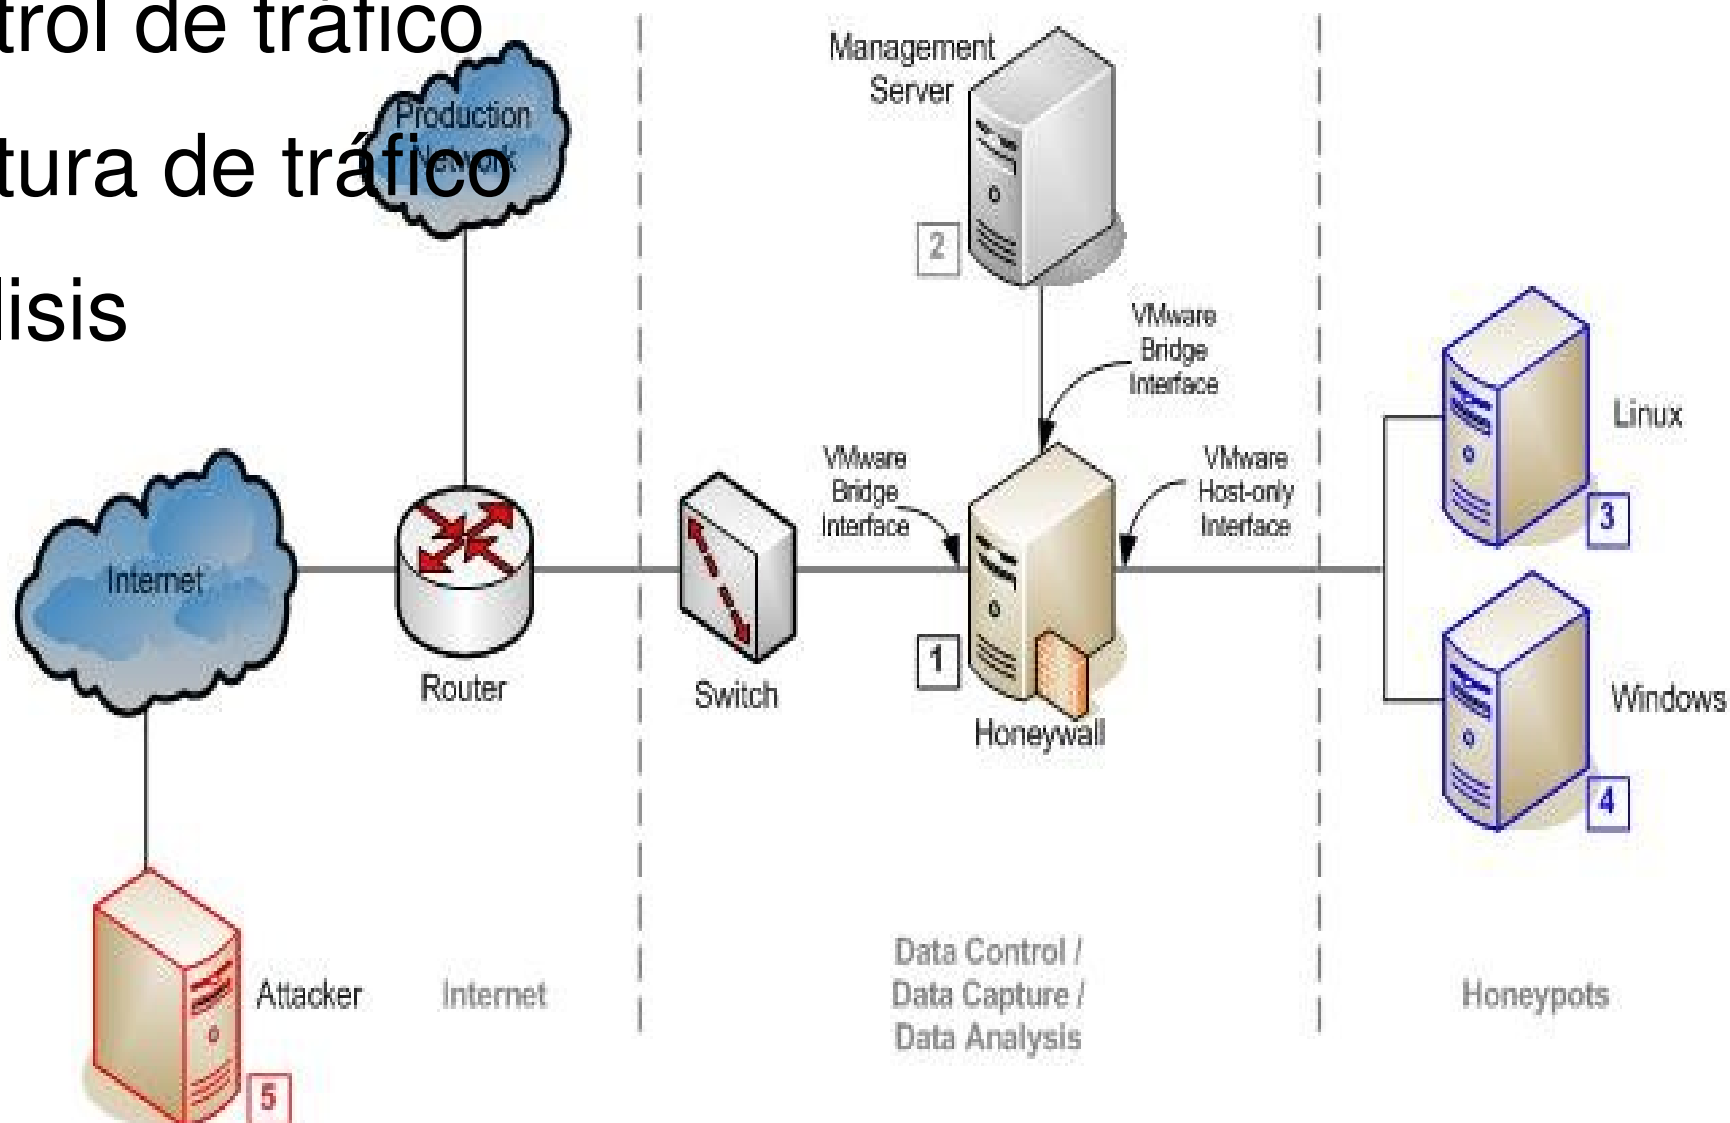 trol de tráfico
tura de tráfico
lisis
Production
Network
Management
Server
2
VMware
Bridge
Interface
VMware
Bridge
Interface
VMware
Host-only
Interface
Linux
3
Internet
Router
Switch
1
Honeywall
Windows
4
Attacker
5
Internet
Data Control /
Data Capture /
Data Analysis
Honeypots